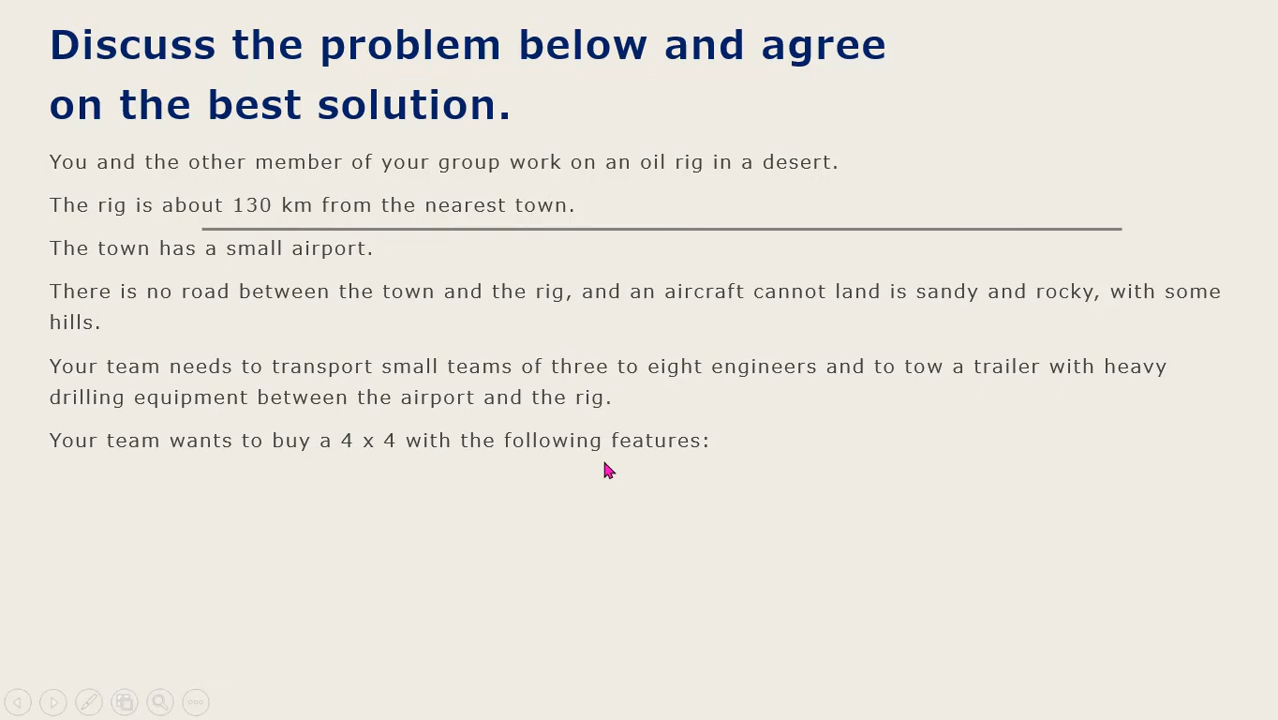 Discuss the problem below and agree
on the best solution.
You and the other member of your group work on an oil rig in a desert.
The rig is about 130 km from the nearest town.
The town has a small airport.
There is no road between the town and the rig, and an aircraft cannot land is sandy and rocky, with some
hills.
Your team needs to transport small teams of three to eight engineers and to tow a trailer with heavy
drilling equipment between the airport and the rig.
Your team wants to buy a 4 x 4 with the following features: